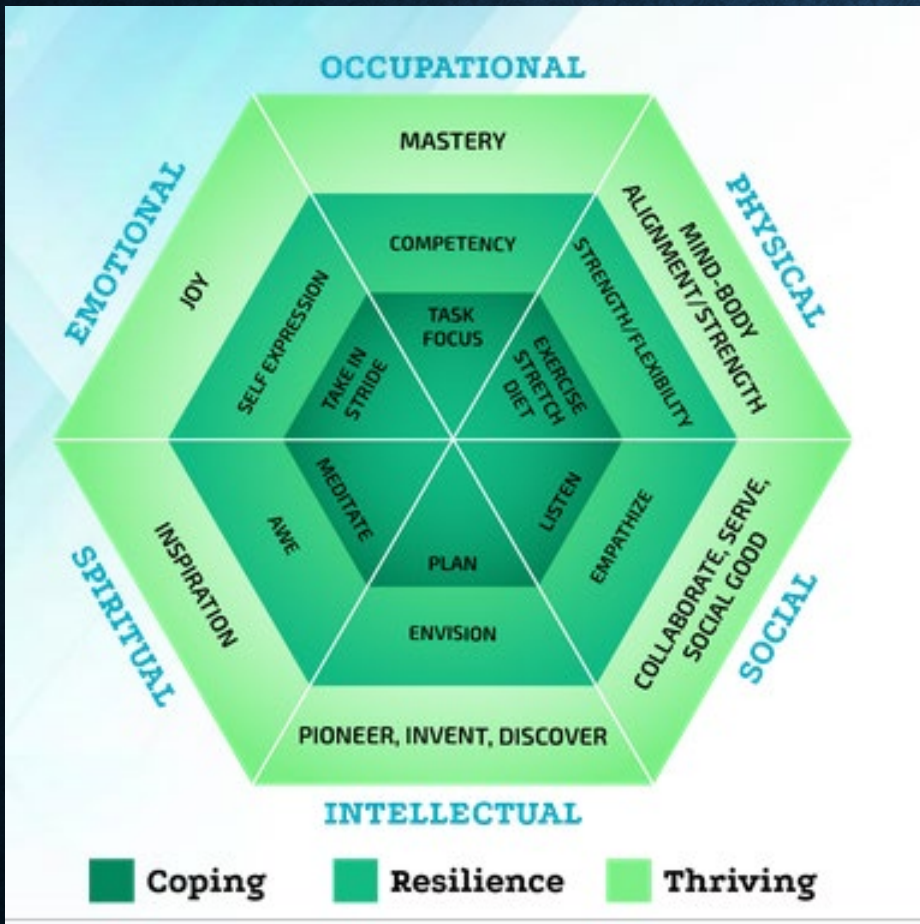 OCCUPATIONAL
MASTERY
COMPETENCY
TASK
FOCUS
PHYSICAL
MIND-BODY
ALIGNMENT/STRENGTH
STRENGTH/FLEXIBILITY
EXERCISE
STRETCH
DIET
SOCIAL
COLLABORATE, SERVE,
SOCIAL GOOD
EMPATHIZE
LISTEN
INTELLECTUAL
PIONEER, INVENT, DISCOVER
ENVISION
PLAN
SPIRITUAL
INSPIRATION
AWE
MEDITATE
EMOTIONAL
JOY
SELF EXPRESSION
TAKE IN
STRIDE
Coping
Resilience
Thriving